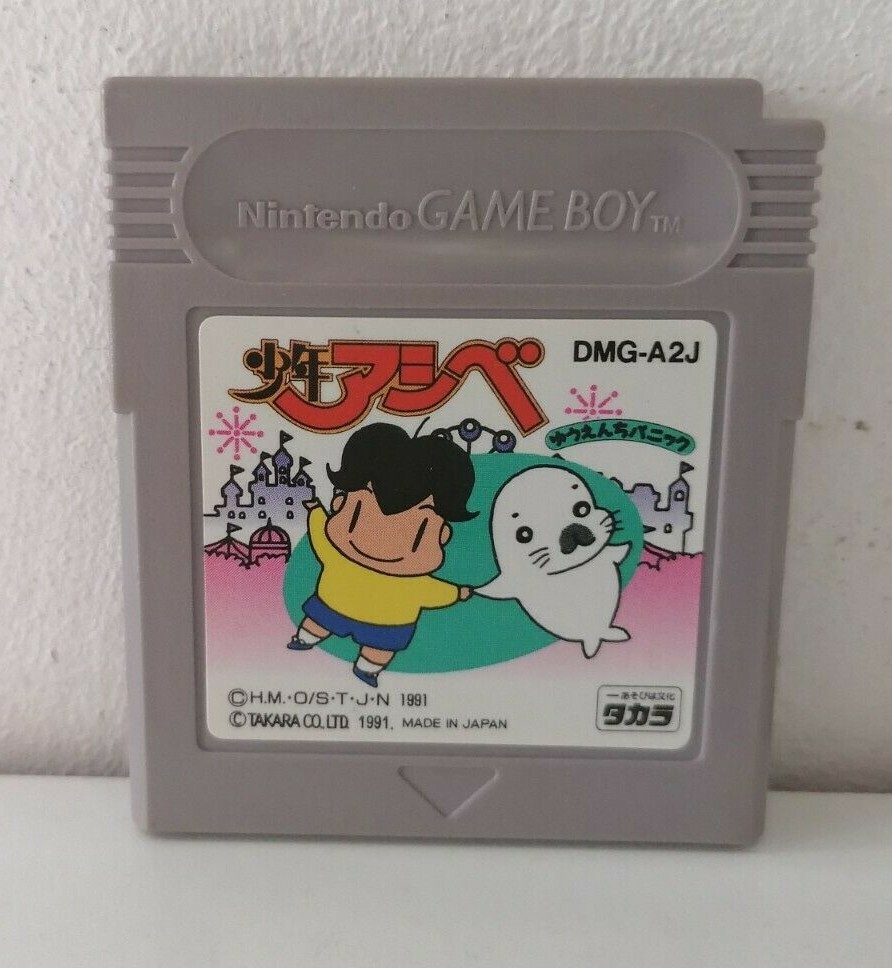 Nintendo GAME BOY TM
少年アシベ
DMG-A2J
ゆうえんちパニック
©H.M.·O/S·T·J·N 1991
©TAKARA CO.,LTD. 1991. MADE IN JAPAN
あそびは文化
タカラ